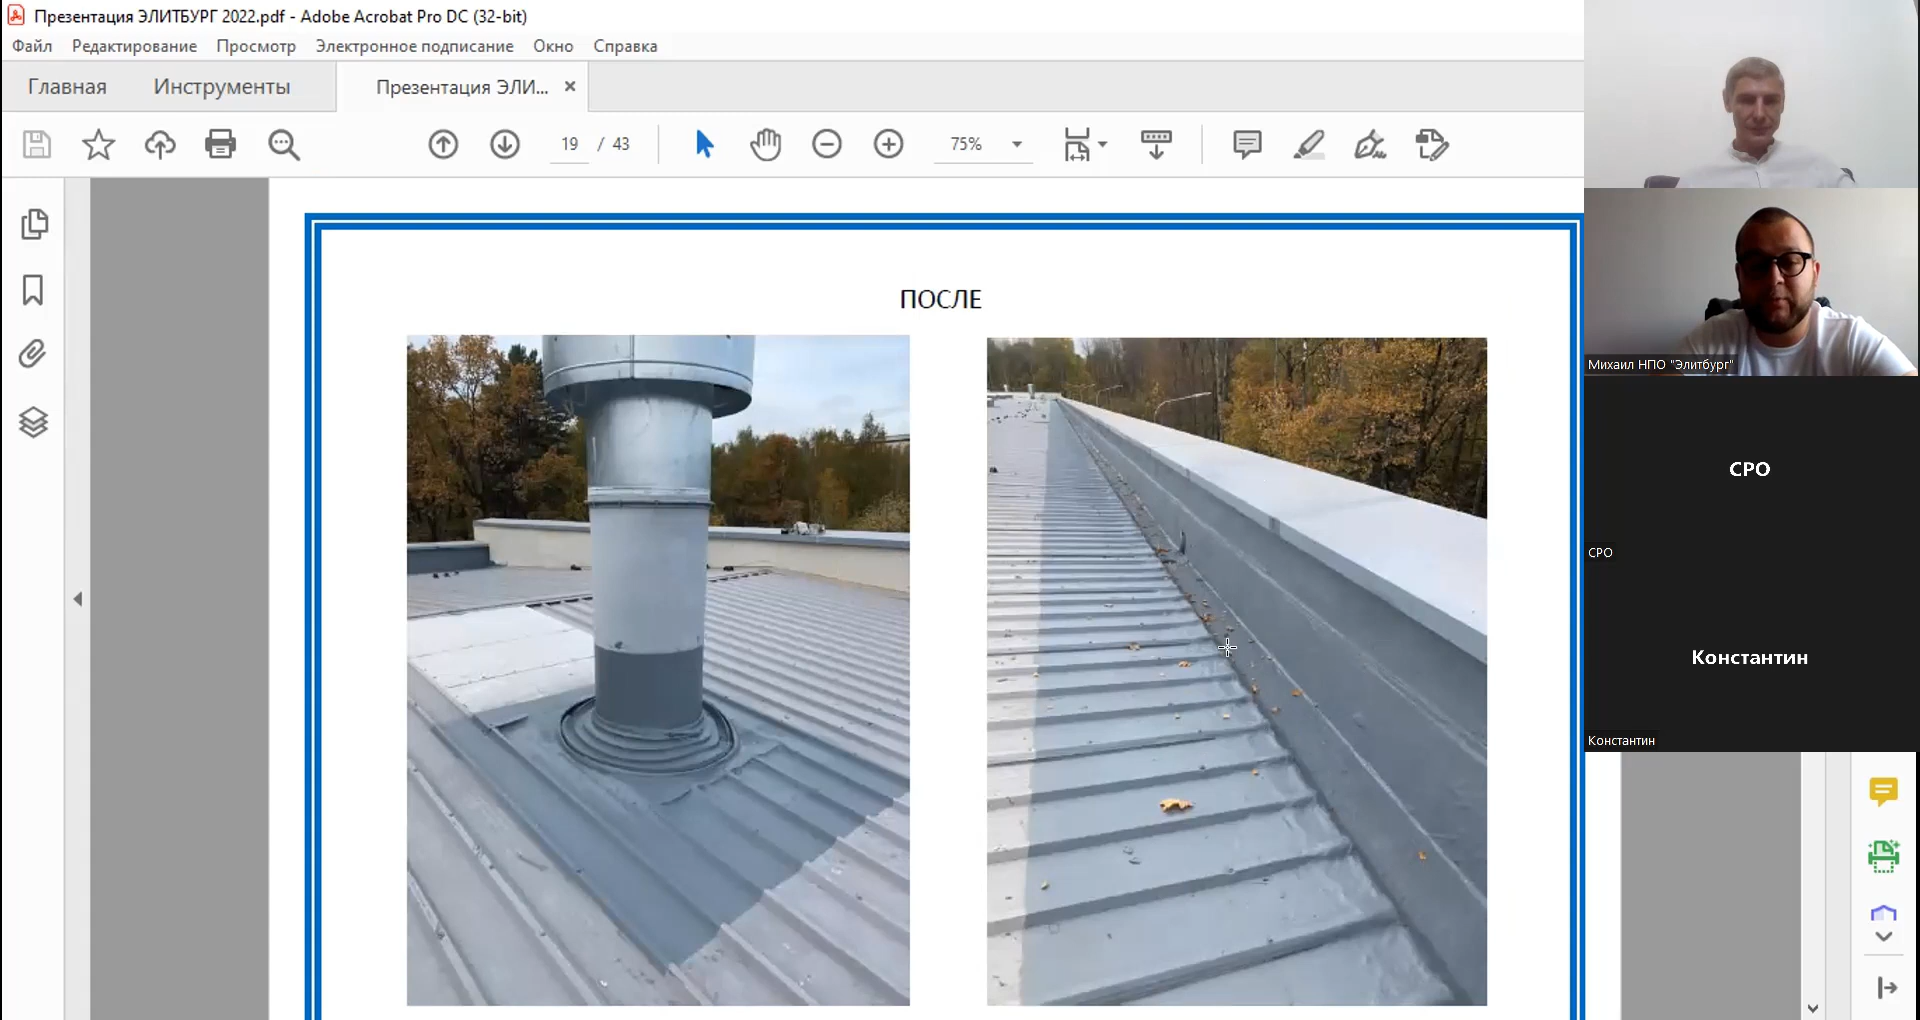 Презентация ЭЛИТБУРГ 2022.pdf - Adobe Acrobat Pro DC (32-bit)
Файл Редактирование Просмотр Электронное подписание Окно Справка
Главная Инструменты Презентация ЭЛИ... ×
19 / 43 75%
ПОСЛЕ
Михаил НПО "Элитбург"
СРО
СРО
Константин
Константин